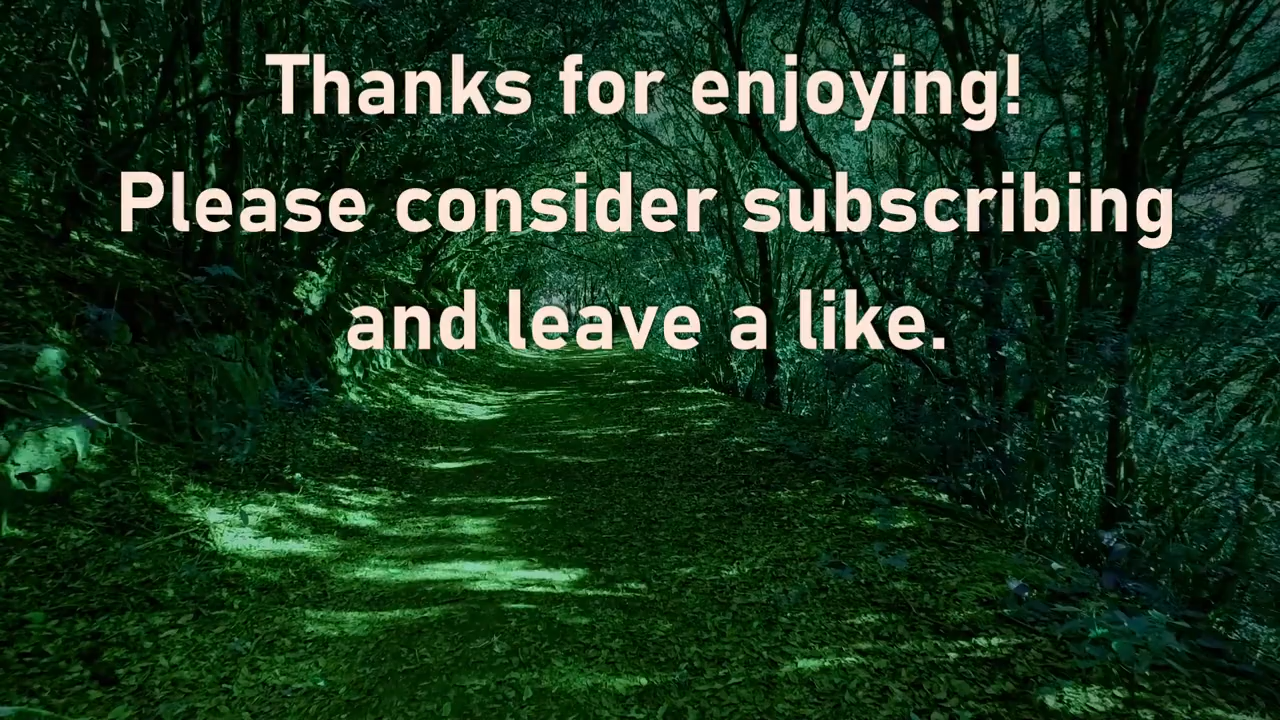 Thanks for enjoying!
Please consider subscribing
and leave a like.